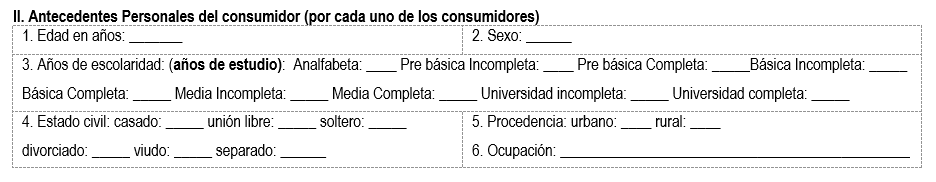 II. Antecedentes Personales del consumidor (por cada uno de los consumidores)
1. Edad en años: _______ 2. Sexo: ______
3. Años de escolaridad: (años de estudio): Analfabeta: ____ Pre básica Incompleta: ____ Pre básica Completa: _____Básica Incompleta: _____
Básica Completa: _____ Media Incompleta: _____ Media Completa: _____ Universidad incompleta: _____ Universidad completa: _____
4. Estado civil: casado: _____ unión libre: _____ soltero: _____
divorciado: _____ viudo: _____ separado: ______
5. Procedencia: urbano: ____ rural: ____
6. Ocupación: ______________________________________________